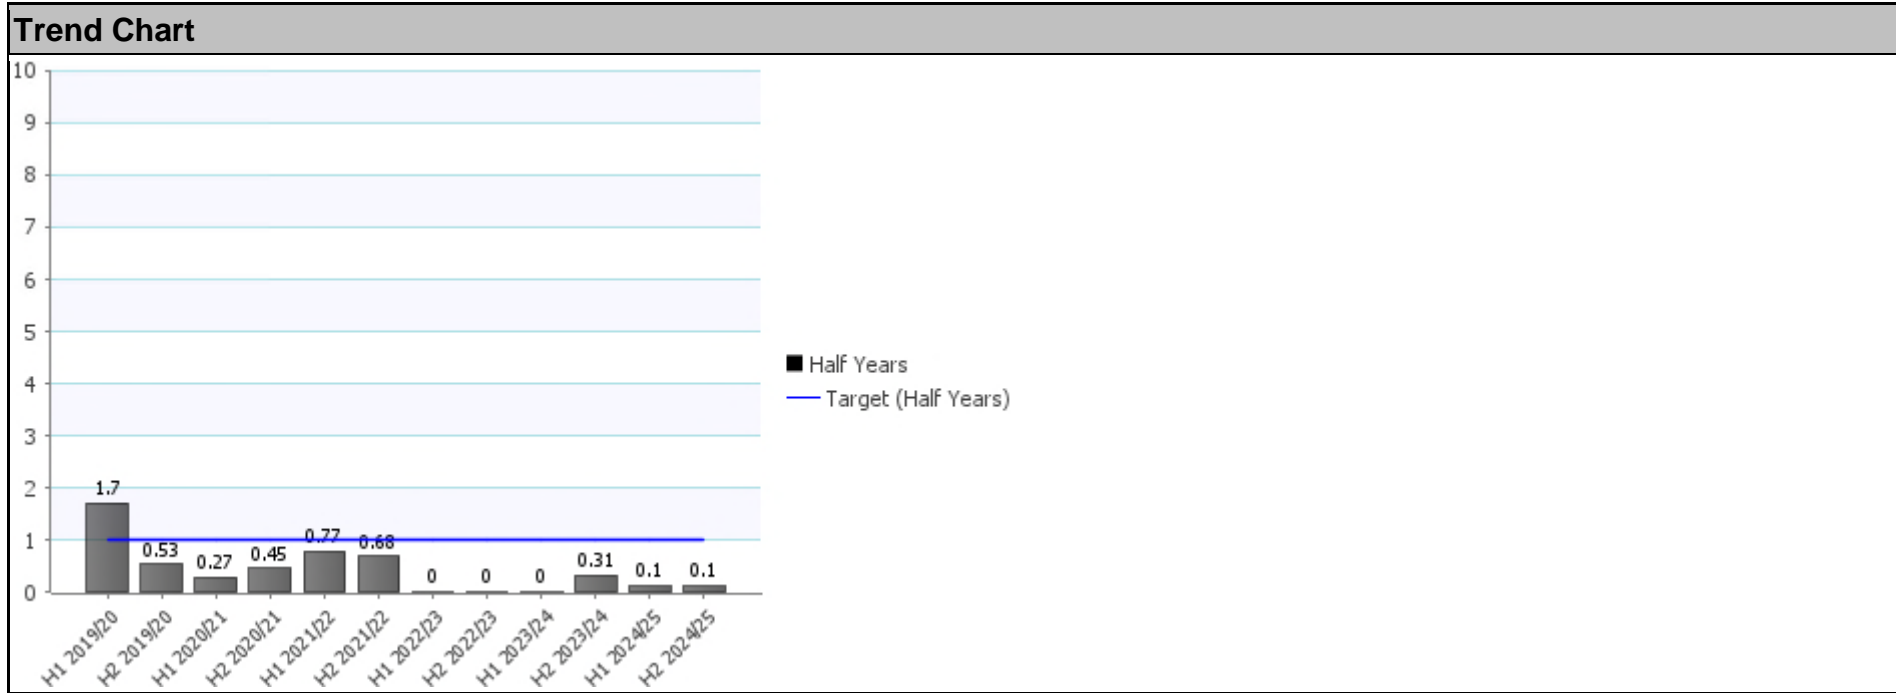 Trend Chart
10
9
8
7
6
5
4
3
2
1
0
1.7
0.53
0.27
0.45
0.77
0.68
0
0
0
0.31
0.1
0.1
H1 2019/20
H2 2019/20
H1 2020/21
H2 2020/21
H1 2021/22
H2 2021/22
H1 2022/23
H2 2022/23
H1 2023/24
H2 2023/24
H1 2024/25
H2 2024/25
Half Years
Target (Half Years)